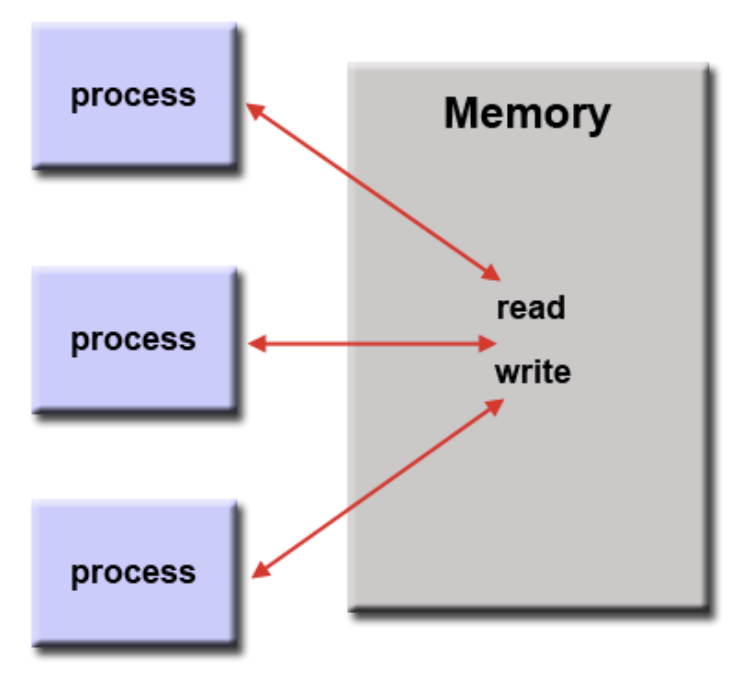 process
Memory
process
read
write
process